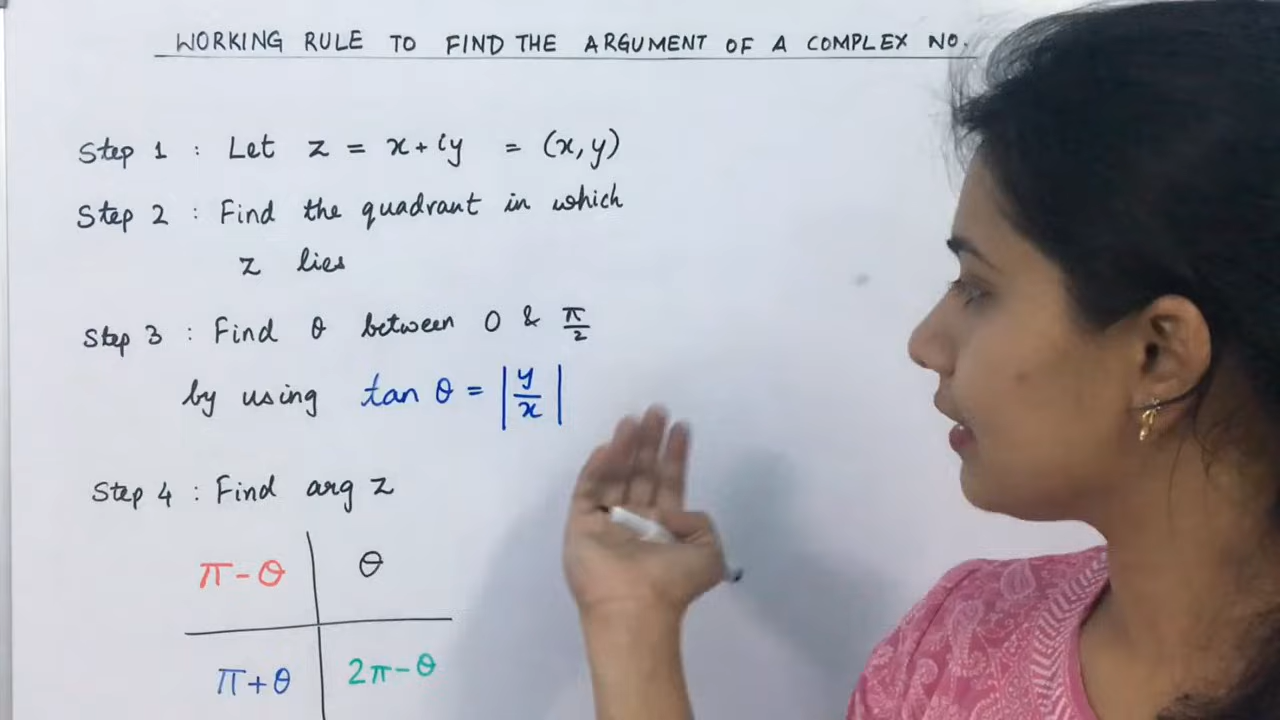 WORKING RULE TO FIND THE ARGUMENT OF A COMPLEX NO.
Step 1 : Let z = x + iy = (x, y)
Step 2 : Find the quadrant in which
z lies
Step 3 : Find θ between 0 & π/2
by using tan θ = |y/x|
Step 4 : Find arg z
π - θ θ
π + θ 2π - θ